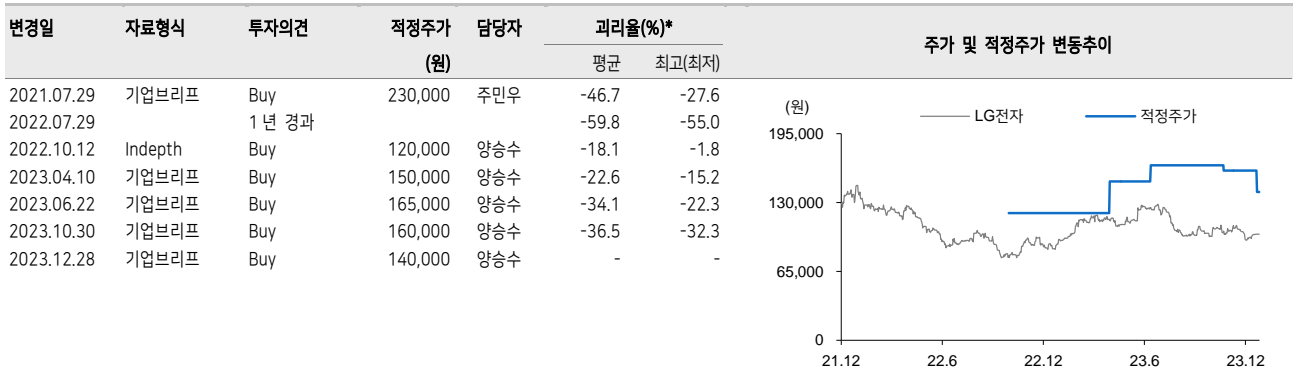 변경일 자료형식 투자의견 적정주가 담당자 괴리율(%)* 주가 및 적정주가 변동추이
(원) 평균 최고(최저)
2021.07.29 기업브리프 Buy 230,000 주민우 -46.7 -27.6
2022.07.29 1년 경과 -59.8 -55.0
2022.10.12 Indepth Buy 120,000 양승수 -18.1 -1.8
2023.04.10 기업브리프 Buy 150,000 양승수 -22.6 -15.2
2023.06.22 기업브리프 Buy 165,000 양승수 -34.1 -22.3
2023.10.30 기업브리프 Buy 160,000 양승수 -36.5 -32.3
2023.12.28 기업브리프 Buy 140,000 양승수 - -
(원) LG전자 적정주가
195,000
130,000
65,000
0
21.12 22.6 22.12 23.6 23.12